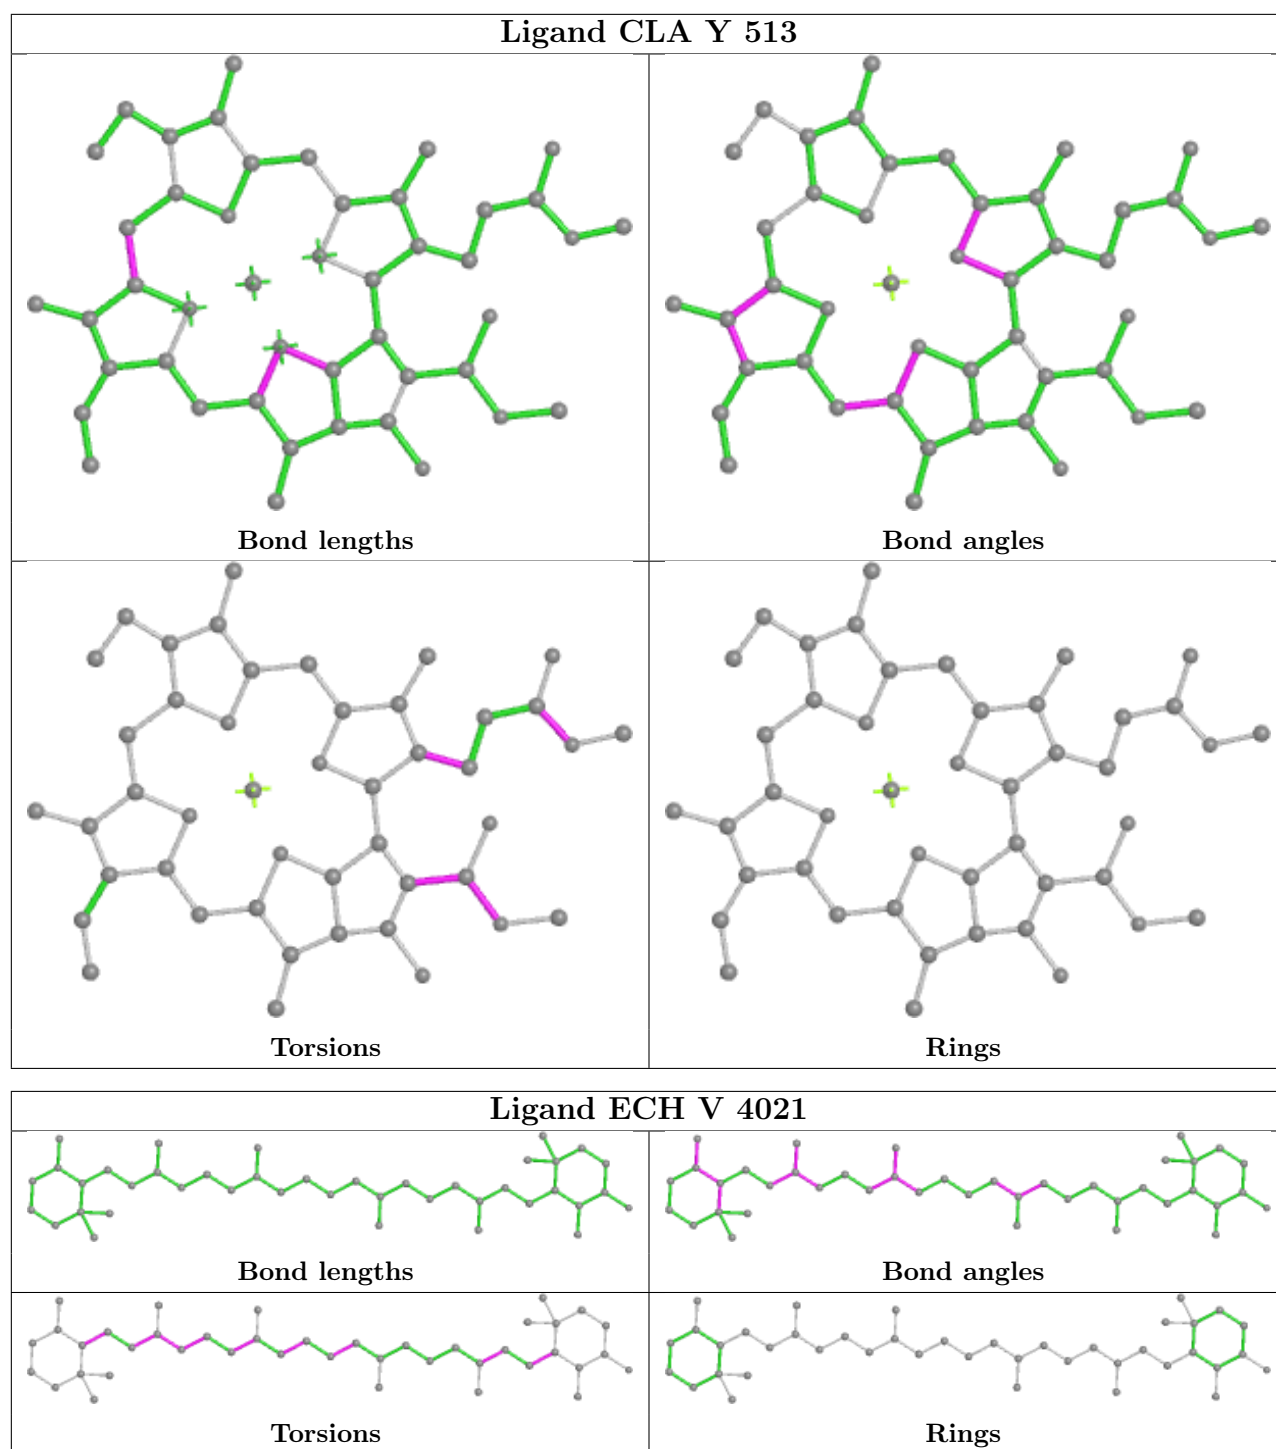 Ligand CLA Y 513
Bond lengths
Bond angles
Torsions
Rings
Ligand ECH V 4021
Bond lengths
Bond angles
Torsions
Rings